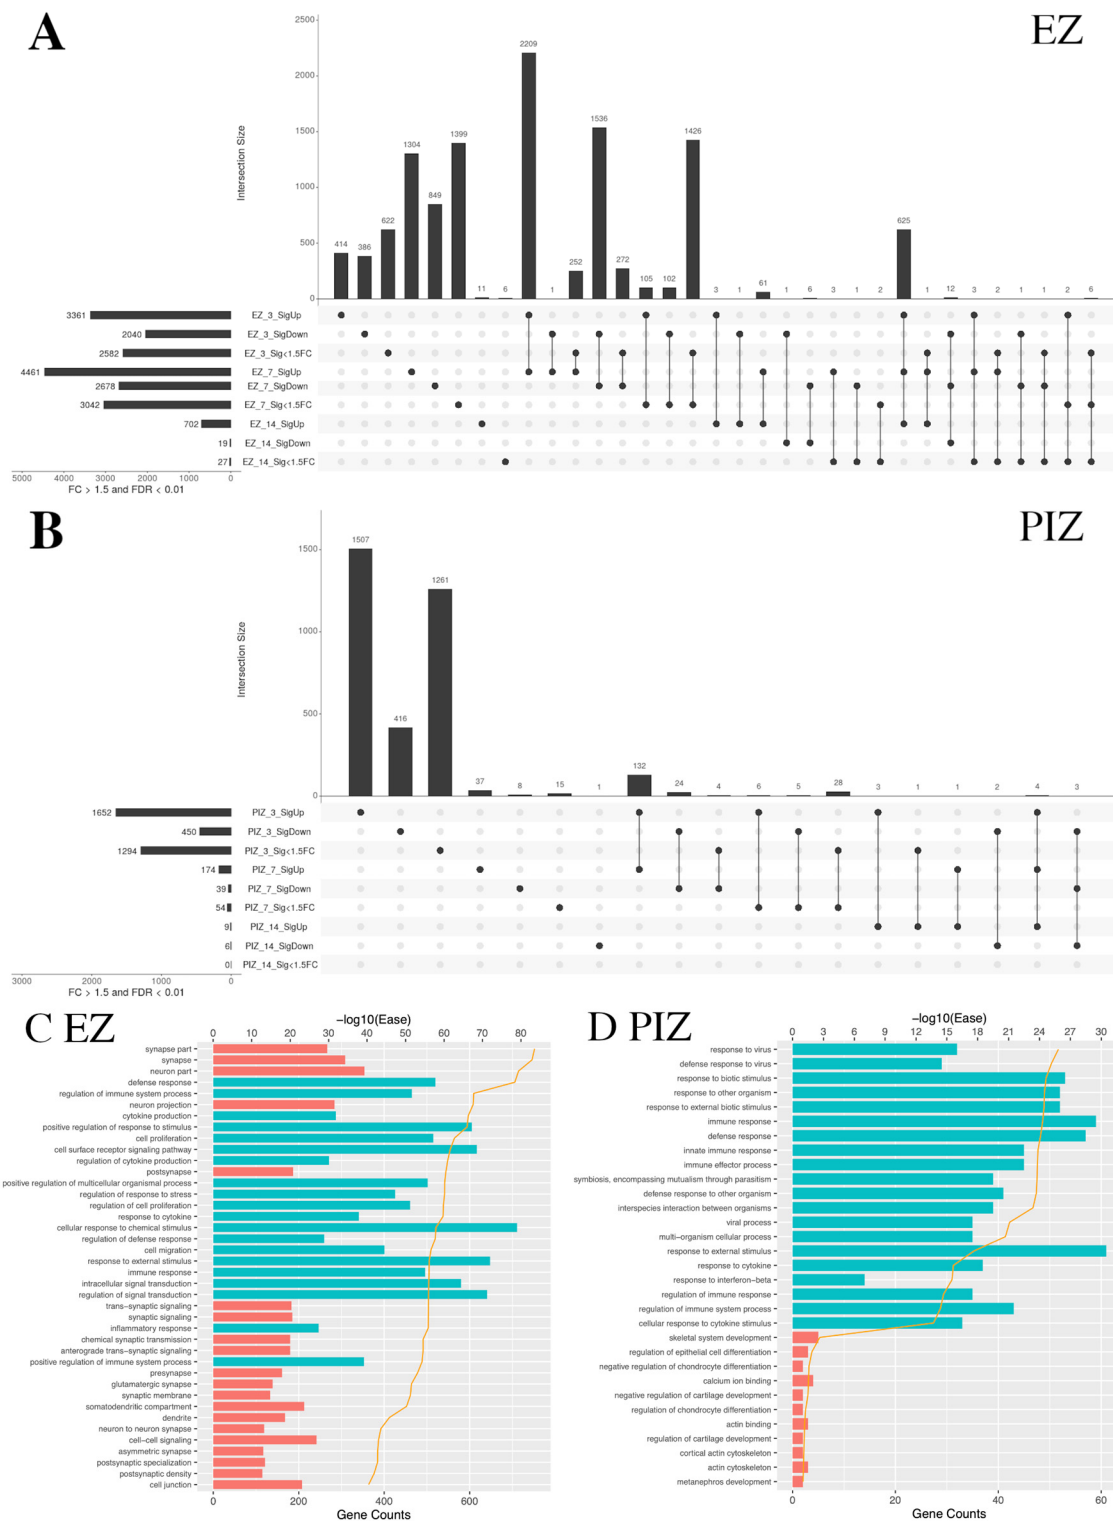 A
EZ
2500
2000
1500
1000
500
0
Intersection Size
414 386 622 1304 849 1399 11 6 2209 1 252 1536 272 105 102 1426 3 1 61 1 6 3 1 2 625 1 12 3 2 1 1 2 6
3361 EZ_3_SigUp
2040 EZ_3_SigDown
2582 EZ_3_Sig<1.5FC
4461 EZ_7_SigUp
2678 EZ_7_SigDown
3042 EZ_7_Sig<1.5FC
702 EZ_14_SigUp
19 EZ_14_SigDown
27 EZ_14_Sig<1.5FC
5000 4000 3000 2000 1000 0
FC > 1.5 and FDR < 0.01
B
PIZ
1500
1000
500
0
Intersection Size
1507 416 1261 37 8 15 1 132 24 4 6 5 28 3 1 1 2 4 3
1652 PIZ_3_SigUp
450 PIZ_3_SigDown
1294 PIZ_3_Sig<1.5FC
174 PIZ_7_SigUp
39 PIZ_7_SigDown
54 PIZ_7_Sig<1.5FC
9 PIZ_14_SigUp
6 PIZ_14_SigDown
0 PIZ_14_Sig<1.5FC
3000 2000 1000 0
FC > 1.5 and FDR < 0.01
C EZ
−log10(Ease)
0 10 20 30 40 50 60 70 80
synapse part
synapse
neuron part
defense response
regulation of immune system process
neuron projection
cytokine production
positive regulation of response to stimulus
cell proliferation
cell surface receptor signaling pathway
regulation of cytokine production
postsynapse
positive regulation of multicellular organismal process
regulation of response to stress
regulation of cell proliferation
response to cytokine
cellular response to chemical stimulus
regulation of defense response
cell migration
response to external stimulus
immune response
intracellular signal transduction
regulation of signal transduction
trans−synaptic signaling
synaptic signaling
inflammatory response
chemical synaptic transmission
anterograde trans−synaptic signaling
positive regulation of immune system process
presynapse
glutamatergic synapse
synaptic membrane
somatodendritic compartment
dendrite
neuron to neuron synapse
cell−cell signaling
asymmetric synapse
postsynaptic specialization
postsynaptic density
cell junction
0 200 400 600
Gene Counts
D PIZ
−log10(Ease)
0 3 6 9 12 15 18 21 24 27 30
response to virus
defense response to virus
response to biotic stimulus
response to other organism
response to external biotic stimulus
immune response
defense response
innate immune response
immune effector process
symbiosis, encompassing mutualism through parasitism
defense response to other organism
interspecies interaction between organisms
viral process
multi−organism cellular process
response to external stimulus
response to cytokine
response to interferon−beta
regulation of immune response
regulation of immune system process
cellular response to cytokine stimulus
skeletal system development
regulation of epithelial cell differentiation
negative regulation of chondrocyte differentiation
calcium ion binding
negative regulation of cartilage development
regulation of chondrocyte differentiation
actin binding
regulation of cartilage development
cortical actin cytoskeleton
actin cytoskeleton
metanephros development
0 20 40 60
Gene Counts